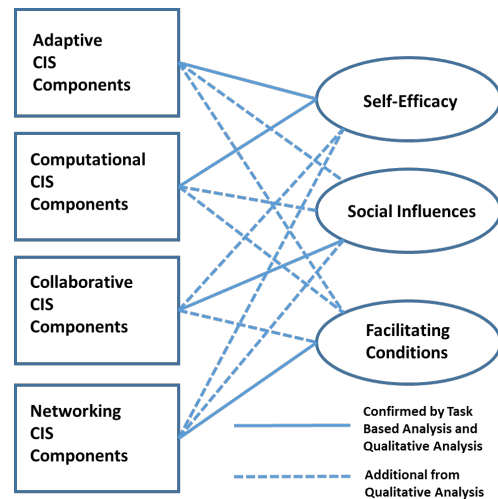 Adaptive
CIS
Components
Computational
CIS
Components
Collaborative
CIS
Components
Networking
CIS
Components
Self-Efficacy
Social Influences
Facilitating
Conditions
Confirmed by Task
Based Analysis and
Qualitative Analysis
Additional from
Qualitative Analysis